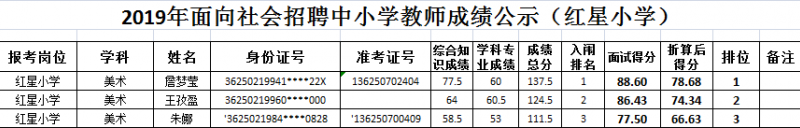 2019年面向社会招聘中小学教师成绩公示（红星小学）
报考岗位 学科 姓名 身份证号 准考证号 综合知识成绩 学科专业成绩 成绩总分 入闱排名 面试得分 折算后得分 排位 备注
红星小学 美术 詹梦莹 36250219941****22X 136250702404 77.5 60 137.5 1 88.60 78.68 1
红星小学 美术 王孜盈 36250219960****000 64 60.5 124.5 2 86.43 74.34 2
红星小学 美术 朱娜 '3625021984****0828 '136250700409 58.5 53 111.5 3 77.50 66.63 3